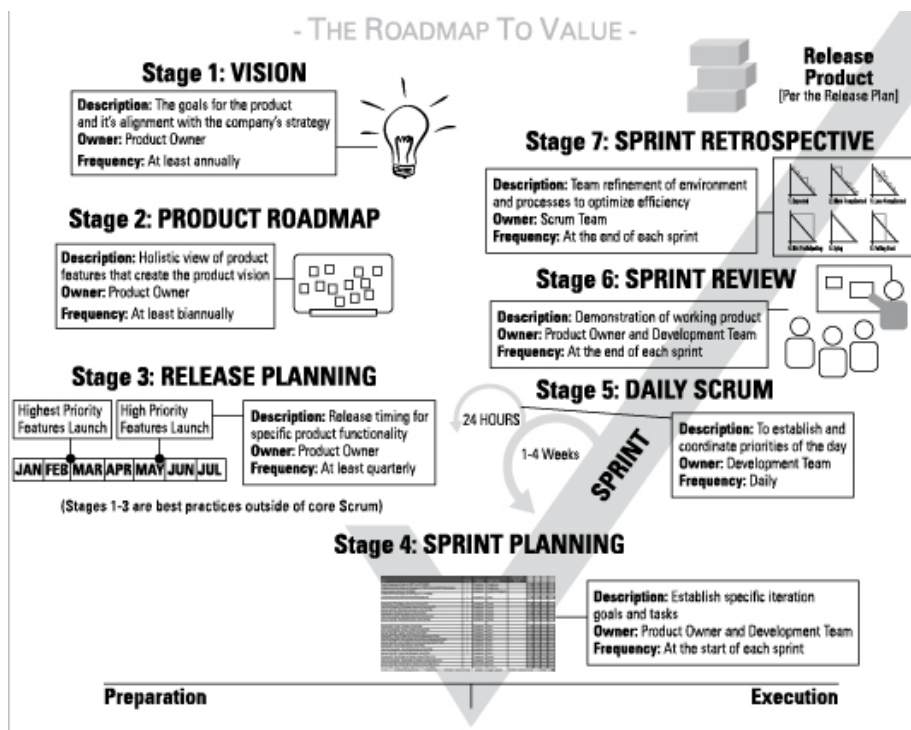 - THE ROADMAP TO VALUE -
Stage 1: VISION
Description: The goals for the product
and it's alignment with the company's strategy
Owner: Product Owner
Frequency: At least annually
Stage 2: PRODUCT ROADMAP
Description: Holistic view of product
features that create the product vision
Owner: Product Owner
Frequency: At least biannually
Stage 3: RELEASE PLANNING
Highest Priority
Features Launch
High Priority
Features Launch
JAN FEB MAR APR MAY JUN JUL
Description: Release timing for
specific product functionality
Owner: Product Owner
Frequency: At least quarterly
(Stages 1-3 are best practices outside of core Scrum)
Stage 4: SPRINT PLANNING
Description: Establish specific iteration
goals and tasks
Owner: Product Owner and Development Team
Frequency: At the start of each sprint
Stage 5: DAILY SCRUM
24 HOURS
1-4 Weeks
SPRINT
Description: To establish and
coordinate priorities of the day
Owner: Development Team
Frequency: Daily
Stage 6: SPRINT REVIEW
Description: Demonstration of working product
Owner: Product Owner and Development Team
Frequency: At the end of each sprint
Stage 7: SPRINT RETROSPECTIVE
Description: Team refinement of environment
and processes to optimize efficiency
Owner: Scrum Team
Frequency: At the end of each sprint
Release
Product
[Per the Release Plan]
Preparation
Execution